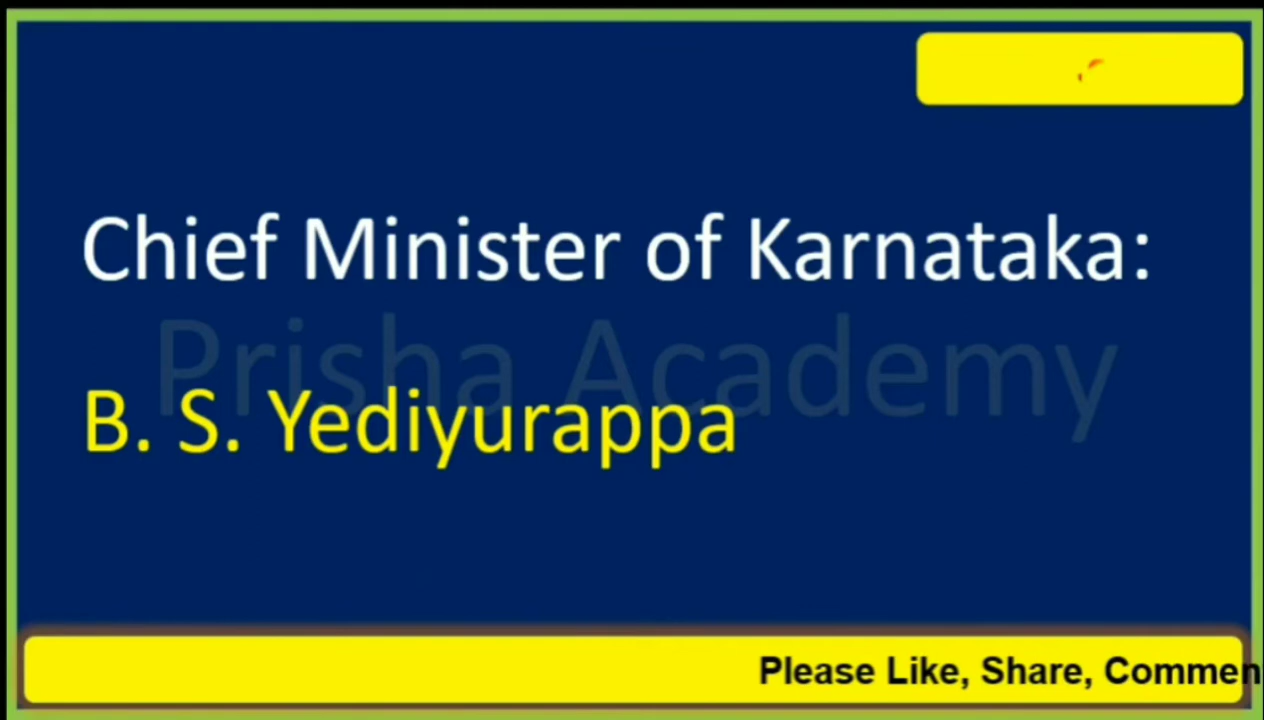 Chief Minister of Karnataka:
Prisha Academy
B. S. Yediyurappa
Please Like, Share, Commen